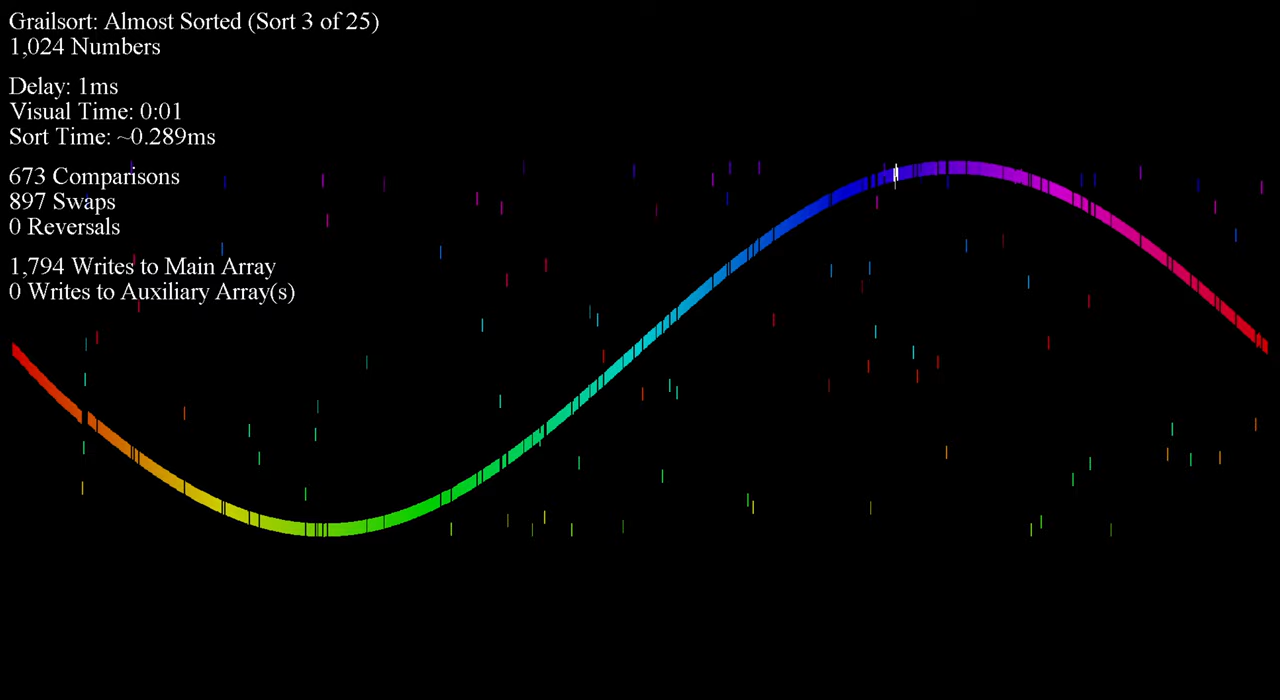 Grailsort: Almost Sorted (Sort 3 of 25)
1,024 Numbers
Delay: 1ms
Visual Time: 0:01
Sort Time: ~0.289ms
673 Comparisons
897 Swaps
0 Reversals
1,794 Writes to Main Array
0 Writes to Auxiliary Array(s)